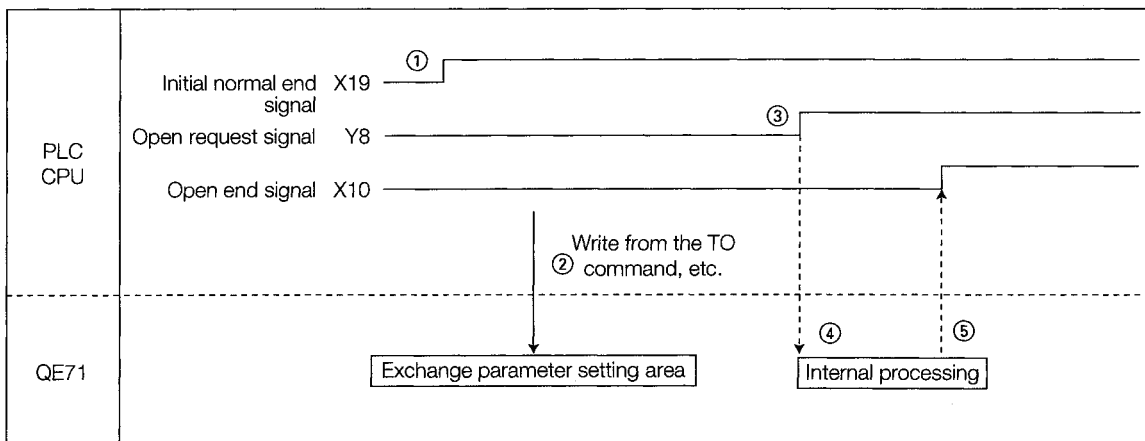 ①
Initial normal end X19
signal
③
Open request signal Y8
PLC
CPU
Open end signal X10
Write from the TO
② command, etc.
④ ⑤
QE71
Exchange parameter setting area
Internal processing